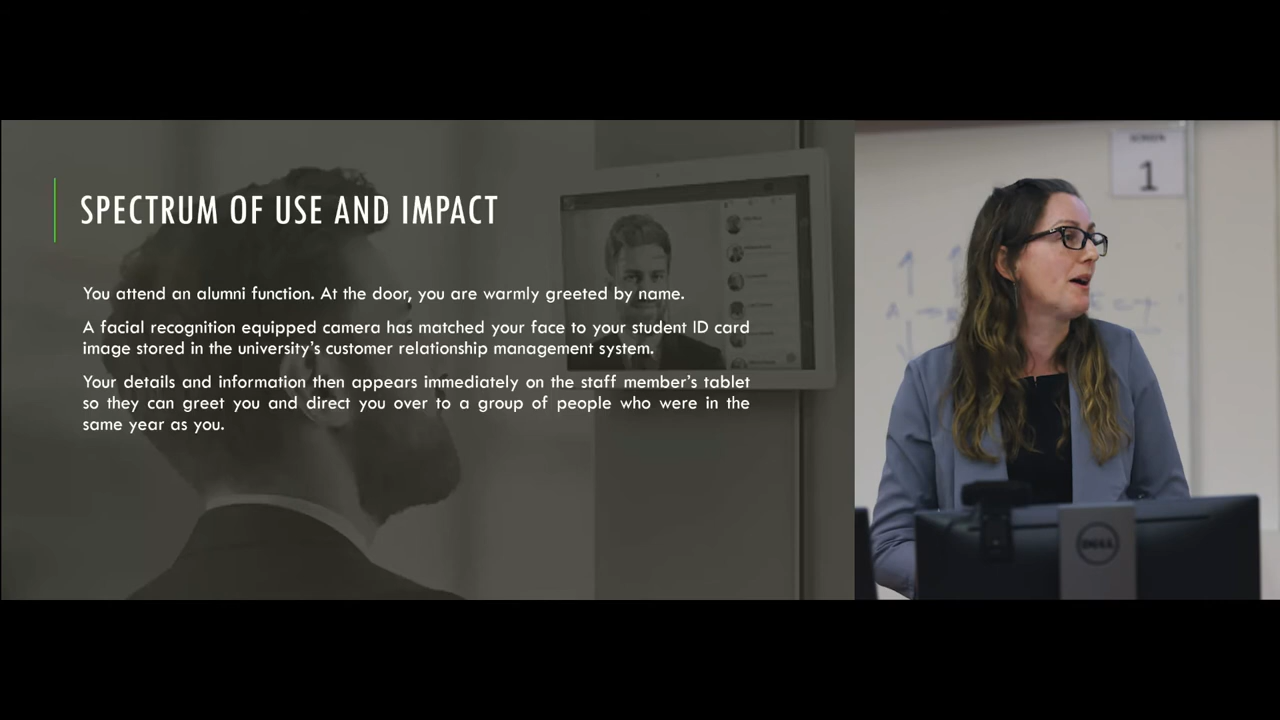 SPECTRUM OF USE AND IMPACT
You attend an alumni function. At the door, you are warmly greeted by name.
A facial recognition equipped camera has matched your face to your student ID card
image stored in the university's customer relationship management system.
Your details and information then appears immediately on the staff member's tablet
so they can greet you and direct you over to a group of people who were in the
same year as you.
SCREEN
1
DELL